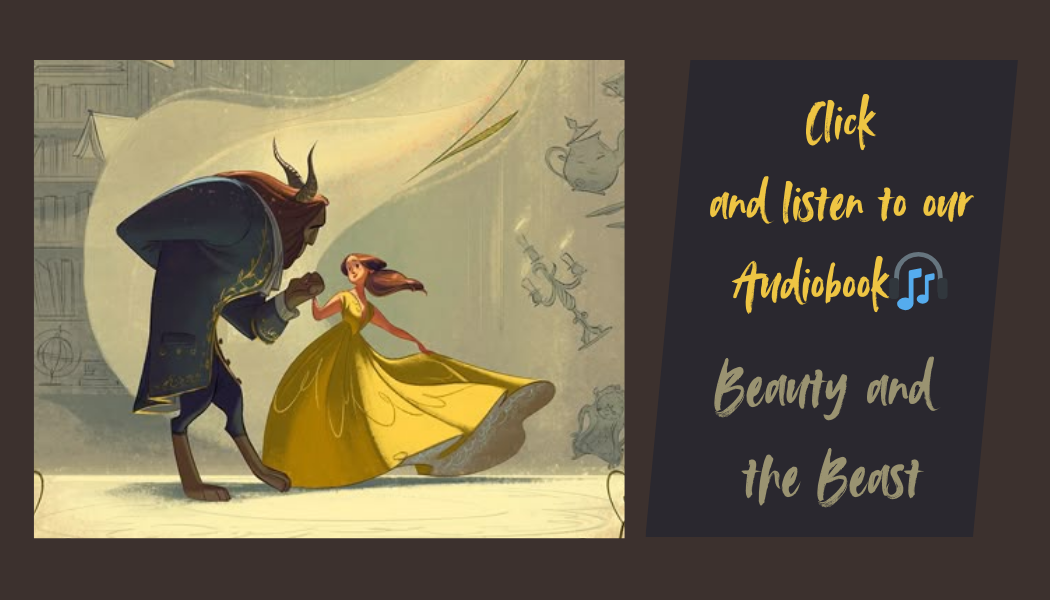 Click
and listen to our
Audiobook
Beauty and
the Beast